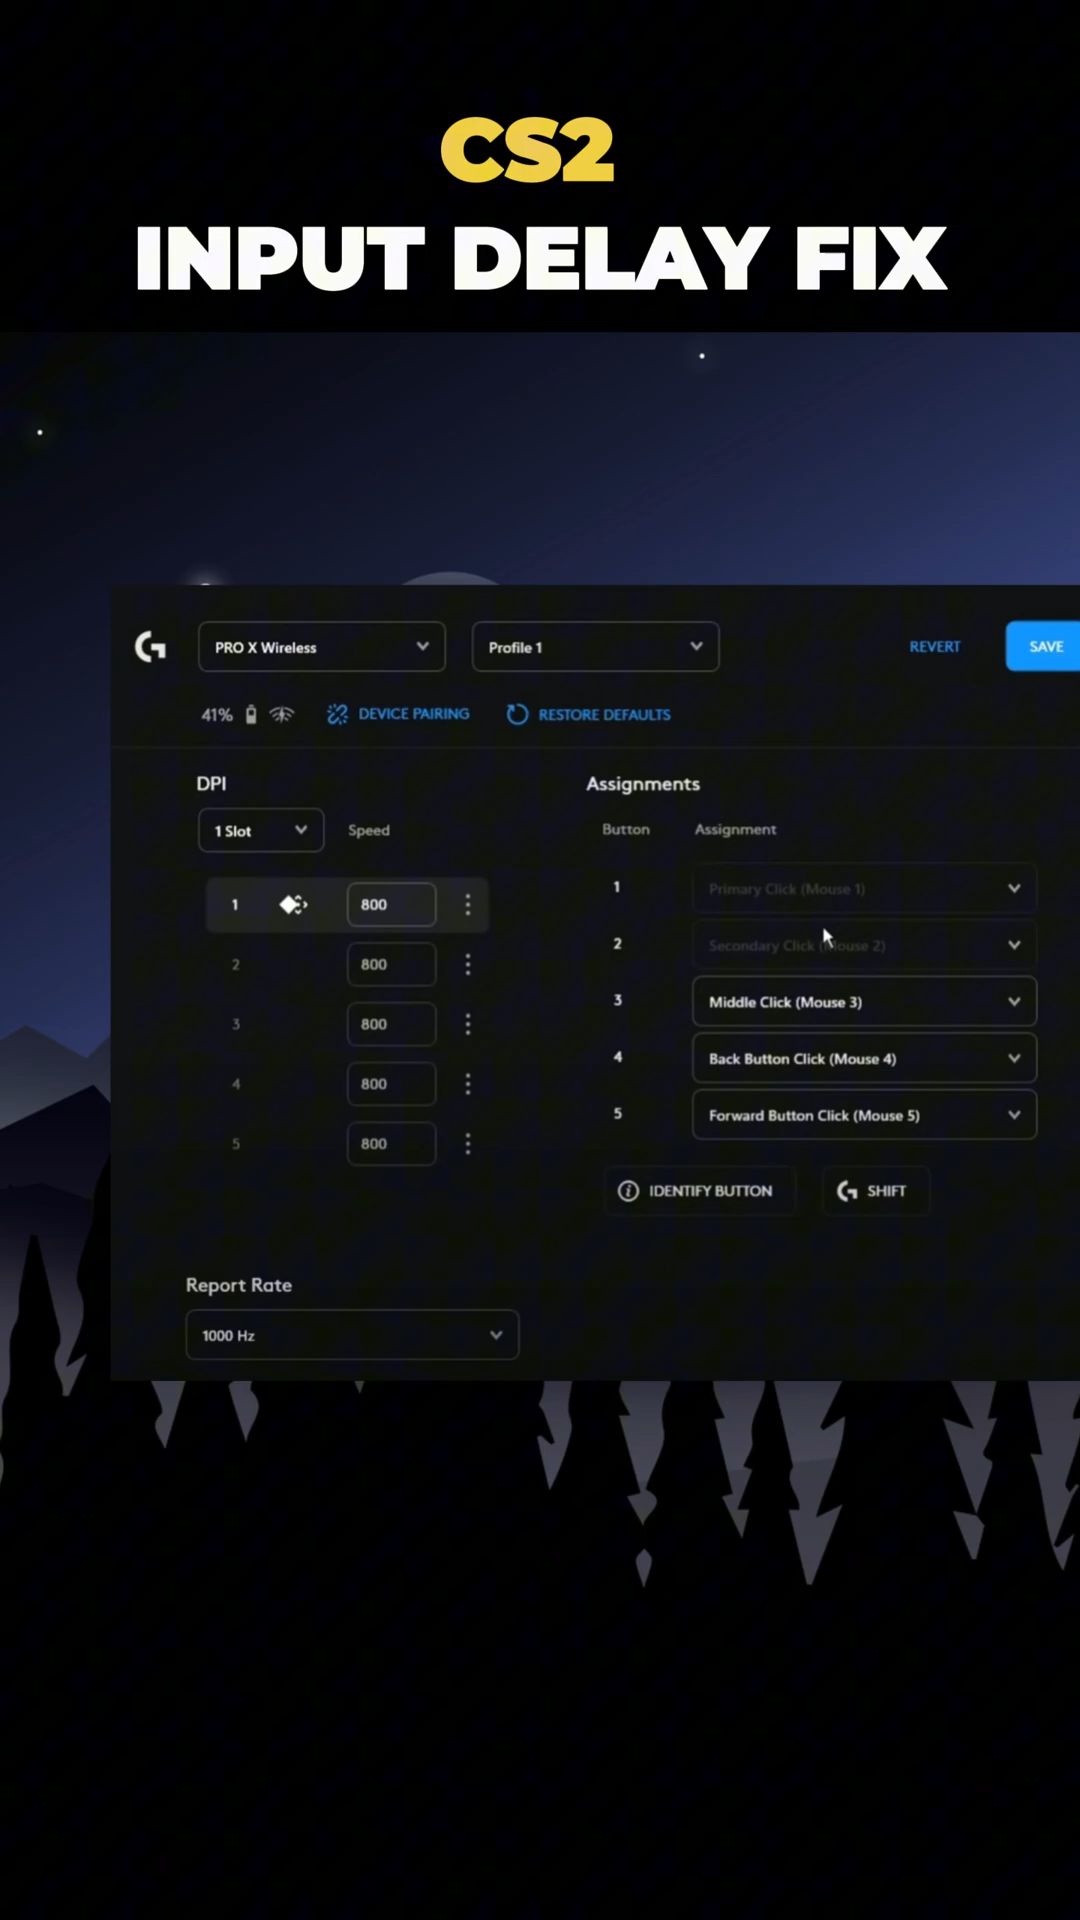 CS2
INPUT DELAY FIX
PRO X Wireless
Profile 1
REVERT
SAVE
41%
DEVICE PAIRING
RESTORE DEFAULTS
DPI
Assignments
1 Slot
Speed
Button
Assignment
1
800
1
Primary Click (Mouse 1)
2
800
2
Secondary Click (Mouse 2)
3
800
3
Middle Click (Mouse 3)
4
800
4
Back Button Click (Mouse 4)
5
800
5
Forward Button Click (Mouse 5)
IDENTIFY BUTTON
SHIFT
Report Rate
1000 Hz